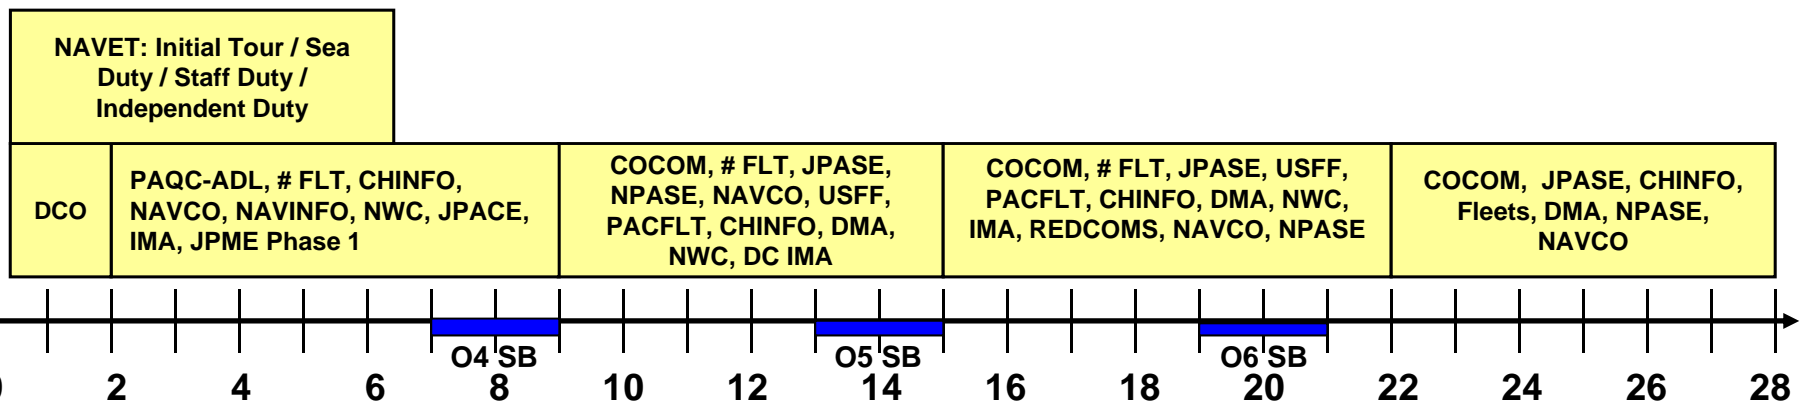 NAVET: Initial Tour / Sea
Duty / Staff Duty /
Independent Duty
DCO
PAQC-ADL, # FLT, CHINFO,
NAVCO, NAVINFO, NWC, JPACE,
IMA, JPME Phase 1
COCOM, # FLT, JPASE,
NPASE, NAVCO, USFF,
PACFLT, CHINFO, DMA,
NWC, DC IMA
COCOM, # FLT, JPASE, USFF,
PACFLT, CHINFO, DMA, NWC,
IMA, REDCOMS, NAVCO, NPASE
COCOM, JPASE, CHINFO,
Fleets, DMA, NPASE,
NAVCO
O4 SB O5 SB O6 SB
0 2 4 6 8 10 12 14 16 18 20 22 24 26 28